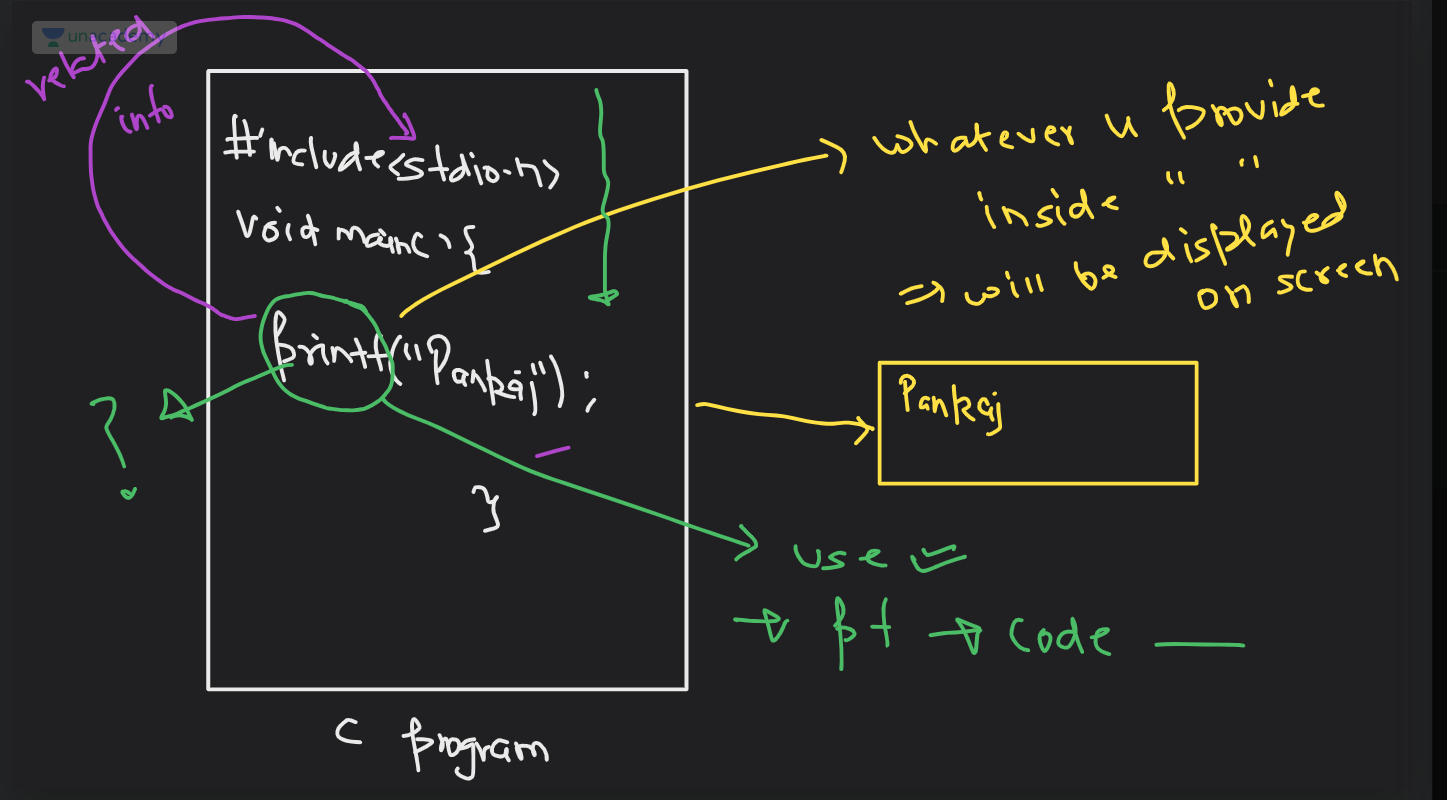 unacademy
related
info
#include<stdio.h>
void main() {
printf("Pankaj");
}
C program
whatever u provide
inside " "
=> will be displayed
on screen
Pankaj
?
use
pf → code